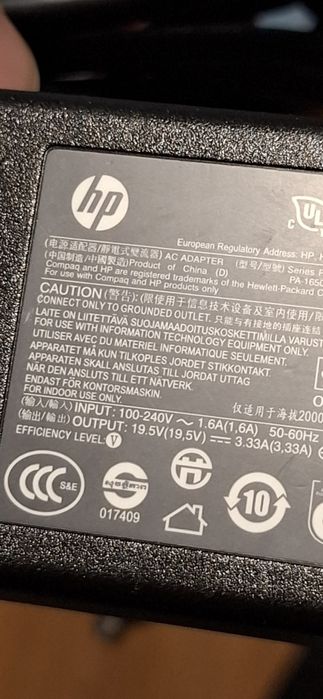 hp
C UL
European Regulatory Address: HP, H
(电源适配器/靜電式變流器) AC ADAPTER (型号/型號) Series P
(中国制造/中國製造)Product of China (D) PA-165
Compaq and HP are registered trademarks of the Hewlett-Packard C
For use with Compaq and HP products only.
CAUTION (警告): (限使用于信息技术设备及室内使用/限
CONNECT ONLY TO GROUNDED OUTLET. 只能与有接地的插座连结
LAITE ON LIITETTÄVÄ SUOJAMAADOITUSKOSKETTIMILLA VARUST
FOR USE WITH INFORMATION TECHNOLOGY EQUIPMENT ONLY.
UTILISER AVEC DU MATERIEL INFORMATIQUE SEULEMENT.
APPARATET MÅ KUN TILKOPLES JORDET STIKKONTAKT
APPARATEN SKALL ANSLUTAS TILL JORDAT UTTAG
NÄR DEN ANSLUTS TILL ETT NÄTVERK.
ENDAST FÖR KONTORSMASKIN.
FOR INDOOR USE ONLY. 仅适用于海拔2000
(输入/輸入) INPUT: 100-240V ~ 1.6A(1,6A) 50-60Hz
(输出/輸出) OUTPUT: 19.5V(19,5V) ⎓ 3.33A(3,33A)
EFFICIENCY LEVEL V
CCC S&E
017409
10